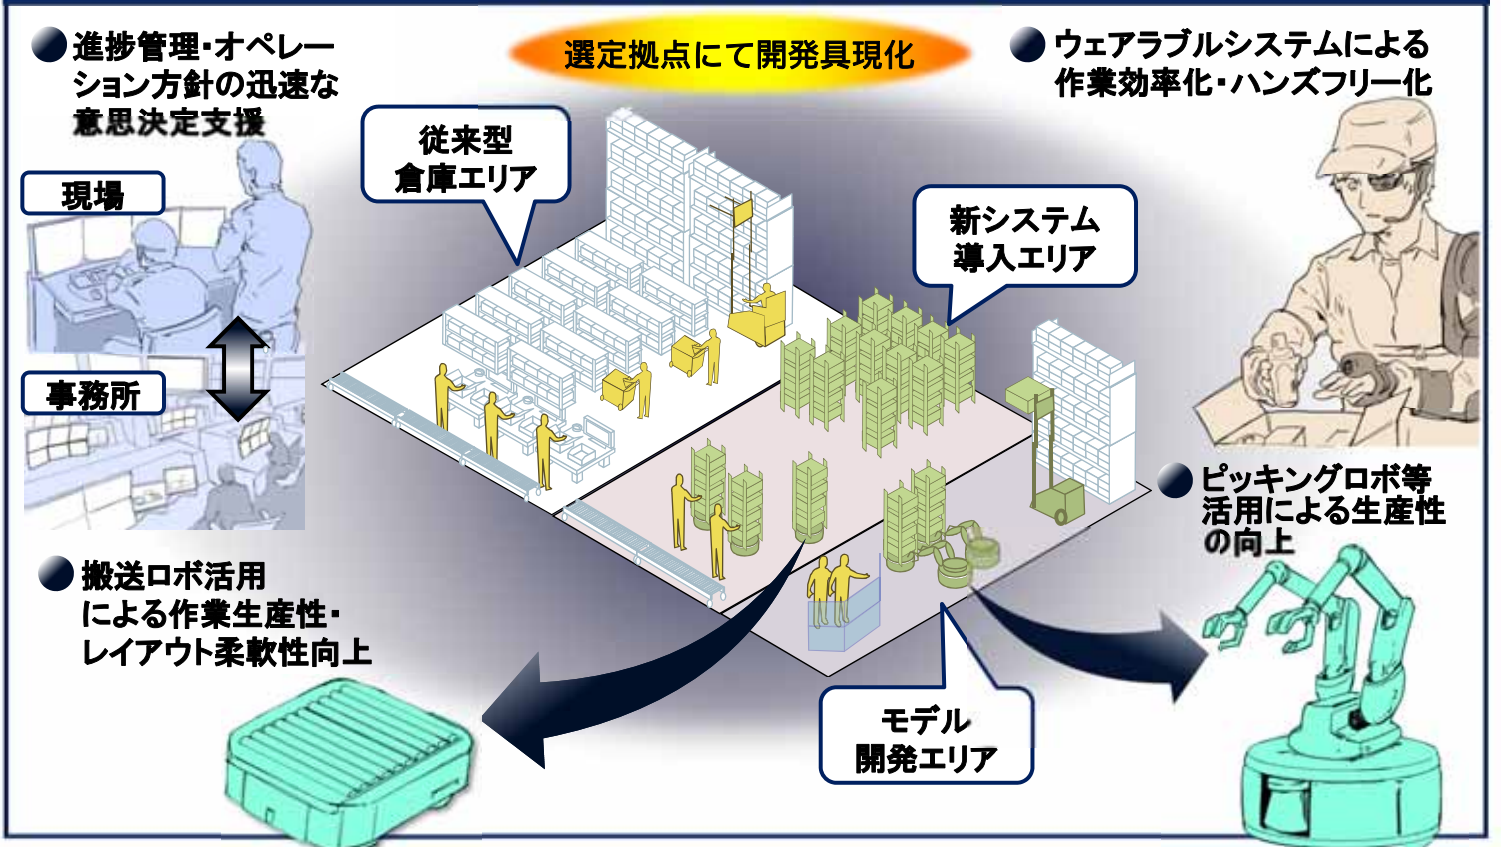 選定拠点にて開発具現化
進捗管理・オペレー
ション方針の迅速な
意思決定支援
現場
事務所
従来型
倉庫エリア
新システム
導入エリア
ウェアラブルシステムによる
作業効率化・ハンズフリー化
ピッキングロボ等
活用による生産性
の向上
搬送ロボ活用
による作業生産性・
レイアウト柔軟性向上
モデル
開発エリア